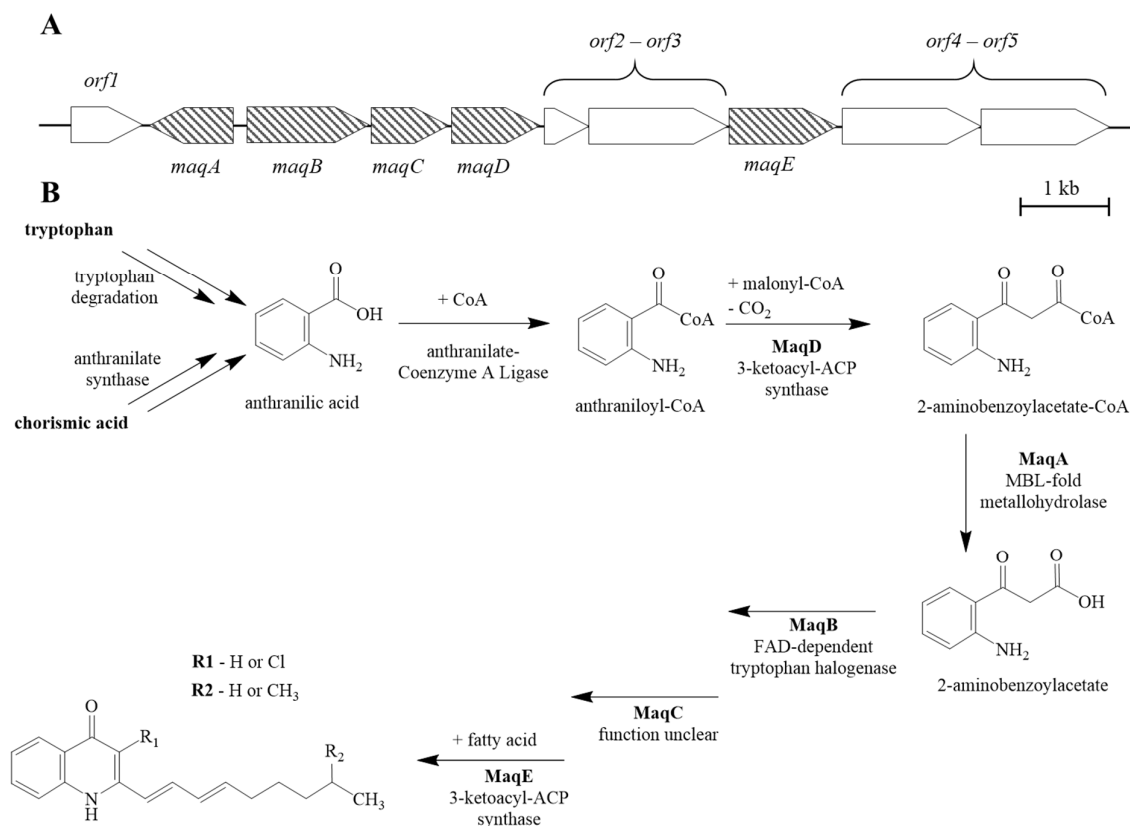 A
orf1
orf2 – orf3
orf4 – orf5
maqA
maqB
maqC
maqD
maqE
1 kb
B
tryptophan
tryptophan
degradation
anthranilate
synthase
chorismic acid
O
OH
NH2
anthranilic acid
+ CoA
anthranilate-
Coenzyme A Ligase
O
CoA
NH2
anthraniloyl-CoA
+ malonyl-CoA
- CO2
MaqD
3-ketoacyl-ACP
synthase
O
O
CoA
NH2
2-aminobenzoylacetate-CoA
MaqA
MBL-fold
metallohydrolase
O
O
OH
NH2
2-aminobenzoylacetate
MaqB
FAD-dependent
tryptophan halogenase
MaqC
function unclear
+ fatty acid
MaqE
3-ketoacyl-ACP
synthase
R1 - H or Cl
R2 - H or CH3
O
R1
R2
N
H
CH3